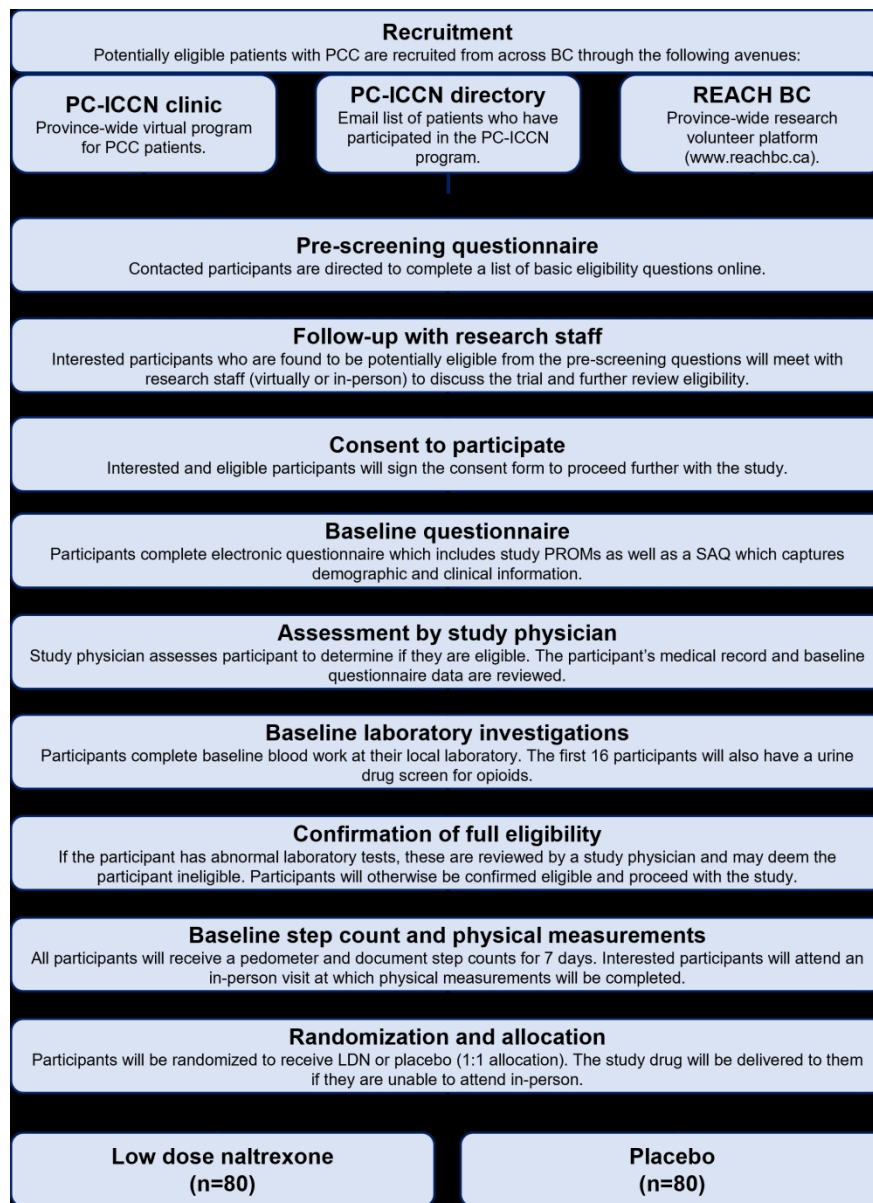 Recruitment
Potentially eligible patients with PCC are recruited from across BC through the following avenues:
PC-ICCN clinic
Province-wide virtual program
for PCC patients.
PC-ICCN directory
Email list of patients who have
participated in the PC-ICCN
program.
REACH BC
Province-wide research
volunteer platform
(www.reachbc.ca).
Pre-screening questionnaire
Contacted participants are directed to complete a list of basic eligibility questions online.
Follow-up with research staff
Interested participants who are found to be potentially eligible from the pre-screening questions will meet with
research staff (virtually or in-person) to discuss the trial and further review eligibility.
Consent to participate
Interested and eligible participants will sign the consent form to proceed further with the study.
Baseline questionnaire
Participants complete electronic questionnaire which includes study PROMs as well as a SAQ which captures
demographic and clinical information.
Assessment by study physician
Study physician assesses participant to determine if they are eligible. The participant's medical record and baseline
questionnaire data are reviewed.
Baseline laboratory investigations
Participants complete baseline blood work at their local laboratory. The first 16 participants will also have a urine
drug screen for opioids.
Confirmation of full eligibility
If the participant has abnormal laboratory tests, these are reviewed by a study physician and may deem the
participant ineligible. Participants will otherwise be confirmed eligible and proceed with the study.
Baseline step count and physical measurements
All participants will receive a pedometer and document step counts for 7 days. Interested participants will attend an
in-person visit at which physical measurements will be completed.
Randomization and allocation
Participants will be randomized to receive LDN or placebo (1:1 allocation). The study drug will be delivered to them
if they are unable to attend in-person.
Low dose naltrexone
(n=80)
Placebo
(n=80)